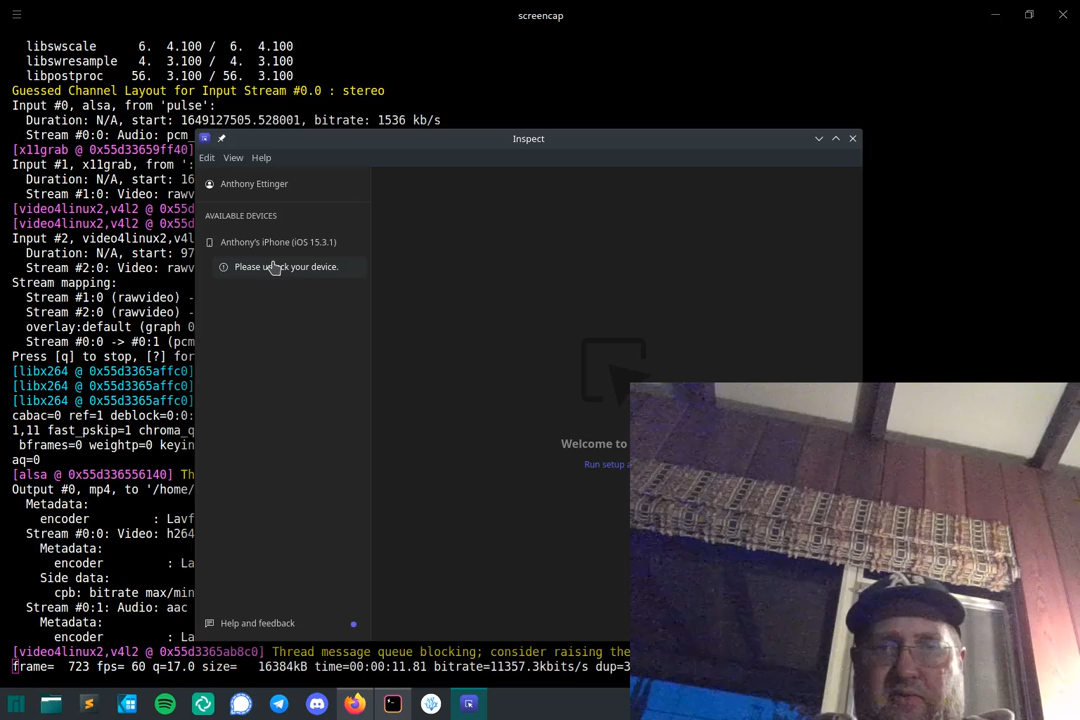 screencap
libswscale 6. 4.100 / 6. 4.100
libswresample 4. 3.100 / 4. 3.100
libpostproc 56. 3.100 / 56. 3.100
Guessed Channel Layout for Input Stream #0.0 : stereo
Input #0, alsa, from 'pulse':
Duration: N/A, start: 1649127505.528001, bitrate: 1536 kb/s
Stream #0:0: Audio: pcm_
[x11grab @ 0x55d33659ff40]
Input #1, x11grab, from ':
Duration: N/A, start: 16
Stream #1:0: Video: rawv
[video4linux2,v4l2 @ 0x55d
[video4linux2,v4l2 @ 0x55d
Input #2, video4linux2,v4l
Duration: N/A, start: 97
Stream #2:0: Video: rawv
Stream mapping:
Stream #1:0 (rawvideo) -
Stream #2:0 (rawvideo) -
overlay:default (graph 0
Stream #0:0 -> #0:1 (pcm
Press [q] to stop, [?] for
[libx264 @ 0x55d3365affc0]
[libx264 @ 0x55d3365affc0]
[libx264 @ 0x55d3365affc0]
cabac=0 ref=1 deblock=0:0:
1,11 fast_pskip=1 chroma_q
bframes=0 weightp=0 keyin
aq=0
[alsa @ 0x55d336556140] Th
Output #0, mp4, to '/home/
Metadata:
encoder : Lavf
Stream #0:0: Video: h264
Metadata:
encoder : La
Side data:
cpb: bitrate max/min
Stream #0:1: Audio: aac
Metadata:
encoder : La
[video4linux2,v4l2 @ 0x55d3365ab8c0] Thread message queue blocking; consider raising the
frame= 723 fps= 60 q=17.0 size= 16384kB time=00:00:11.81 bitrate=11357.3kbits/s dup=3
Inspect
Edit View Help
Anthony Ettinger
AVAILABLE DEVICES
Anthony's iPhone (iOS 15.3.1)
Please unlock your device.
Welcome to
Run setup a
Help and feedback